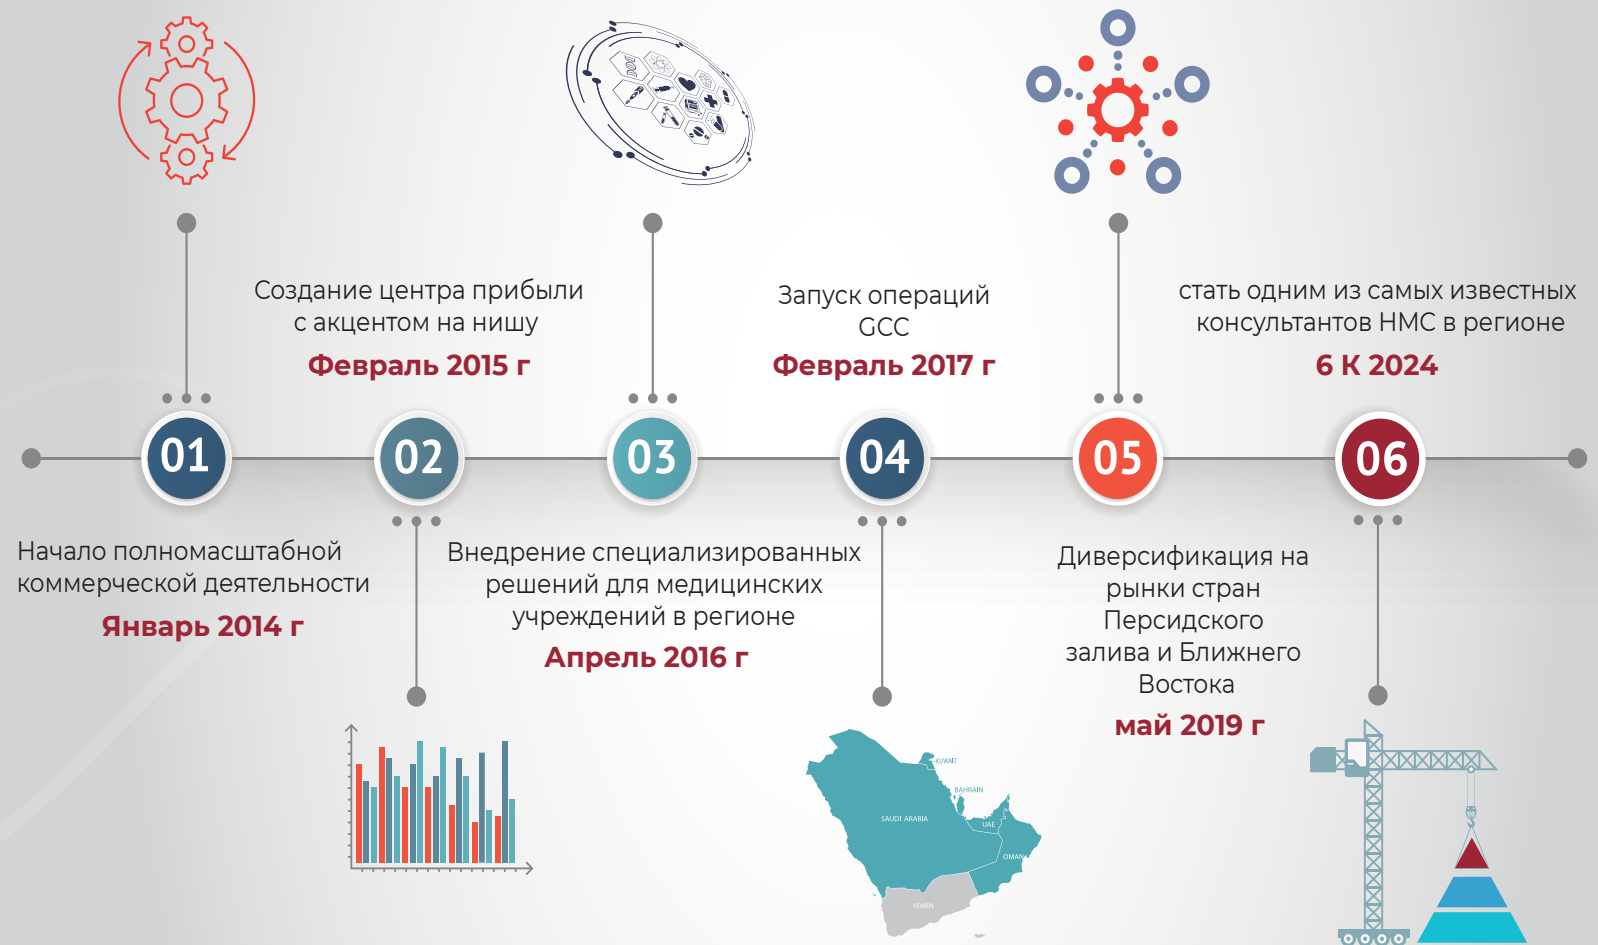 01
Начало полномасштабной
коммерческой деятельности
Январь 2014 г
Создание центра прибыли
с акцентом на нишу
Февраль 2015 г
02
03
Внедрение специализированных
решений для медицинских
учреждений в регионе
Апрель 2016 г
Запуск операций
GCC
Февраль 2017 г
04
KUWAIT
BAHRAIN
SAUDI ARABIA
UAE
OMAN
YEMEN
05
Диверсификация на
рынки стран
Персидского
залива и Ближнего
Востока
май 2019 г
стать одним из самых известных
консультантов НМС в регионе
6 К 2024
06